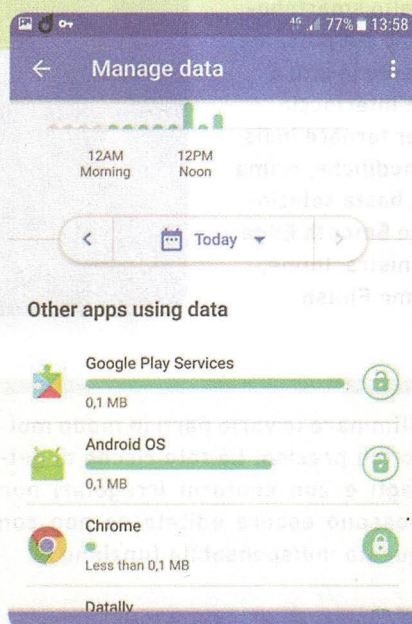 4G 77% 13:58
Manage data
12AM 12PM
Morning Noon
Today
Other apps using data
Google Play Services
0,1 MB
Android OS
0,1 MB
Chrome
Less than 0,1 MB
Datally